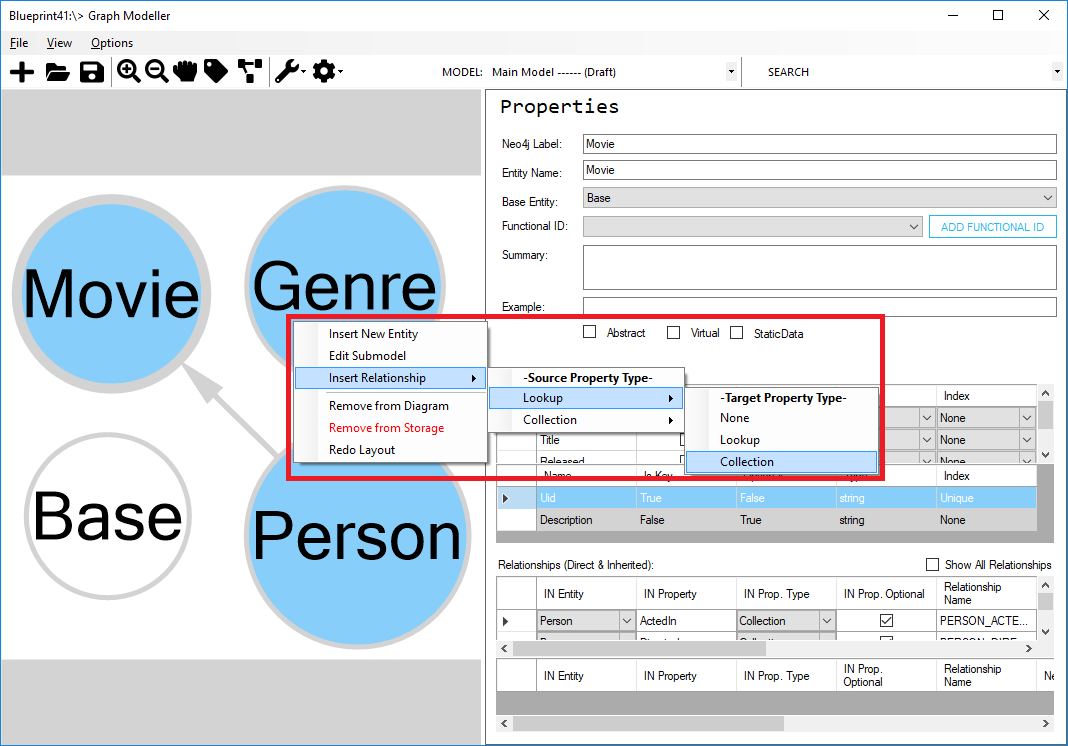 Blueprint41:\> Graph Modeller
File View Options
MODEL: Main Model ------ (Draft) SEARCH
Properties
Neo4j Label: Movie
Entity Name: Movie
Base Entity: Base
Functional ID: ADD FUNCTIONAL ID
Summary:
Example:
Abstract Virtual StaticData
Movie
Genre
Base
Person
Insert New Entity
Edit Submodel
Insert Relationship
Remove from Diagram
Remove from Storage
Redo Layout
-Source Property Type-
Lookup
Collection
-Target Property Type-
None
Lookup
Collection
Index
None
Title None
Released None
Name Is Key Type Index
Uid True False string Unique
Description False True string None
Relationships (Direct & Inherited): Show All Relationships
IN Entity IN Property IN Prop. Type IN Prop. Optional Relationship Name
Person ActedIn Collection PERSON_ACTE...
IN Entity IN Property IN Prop. Type IN Prop. Optional Relationship Name